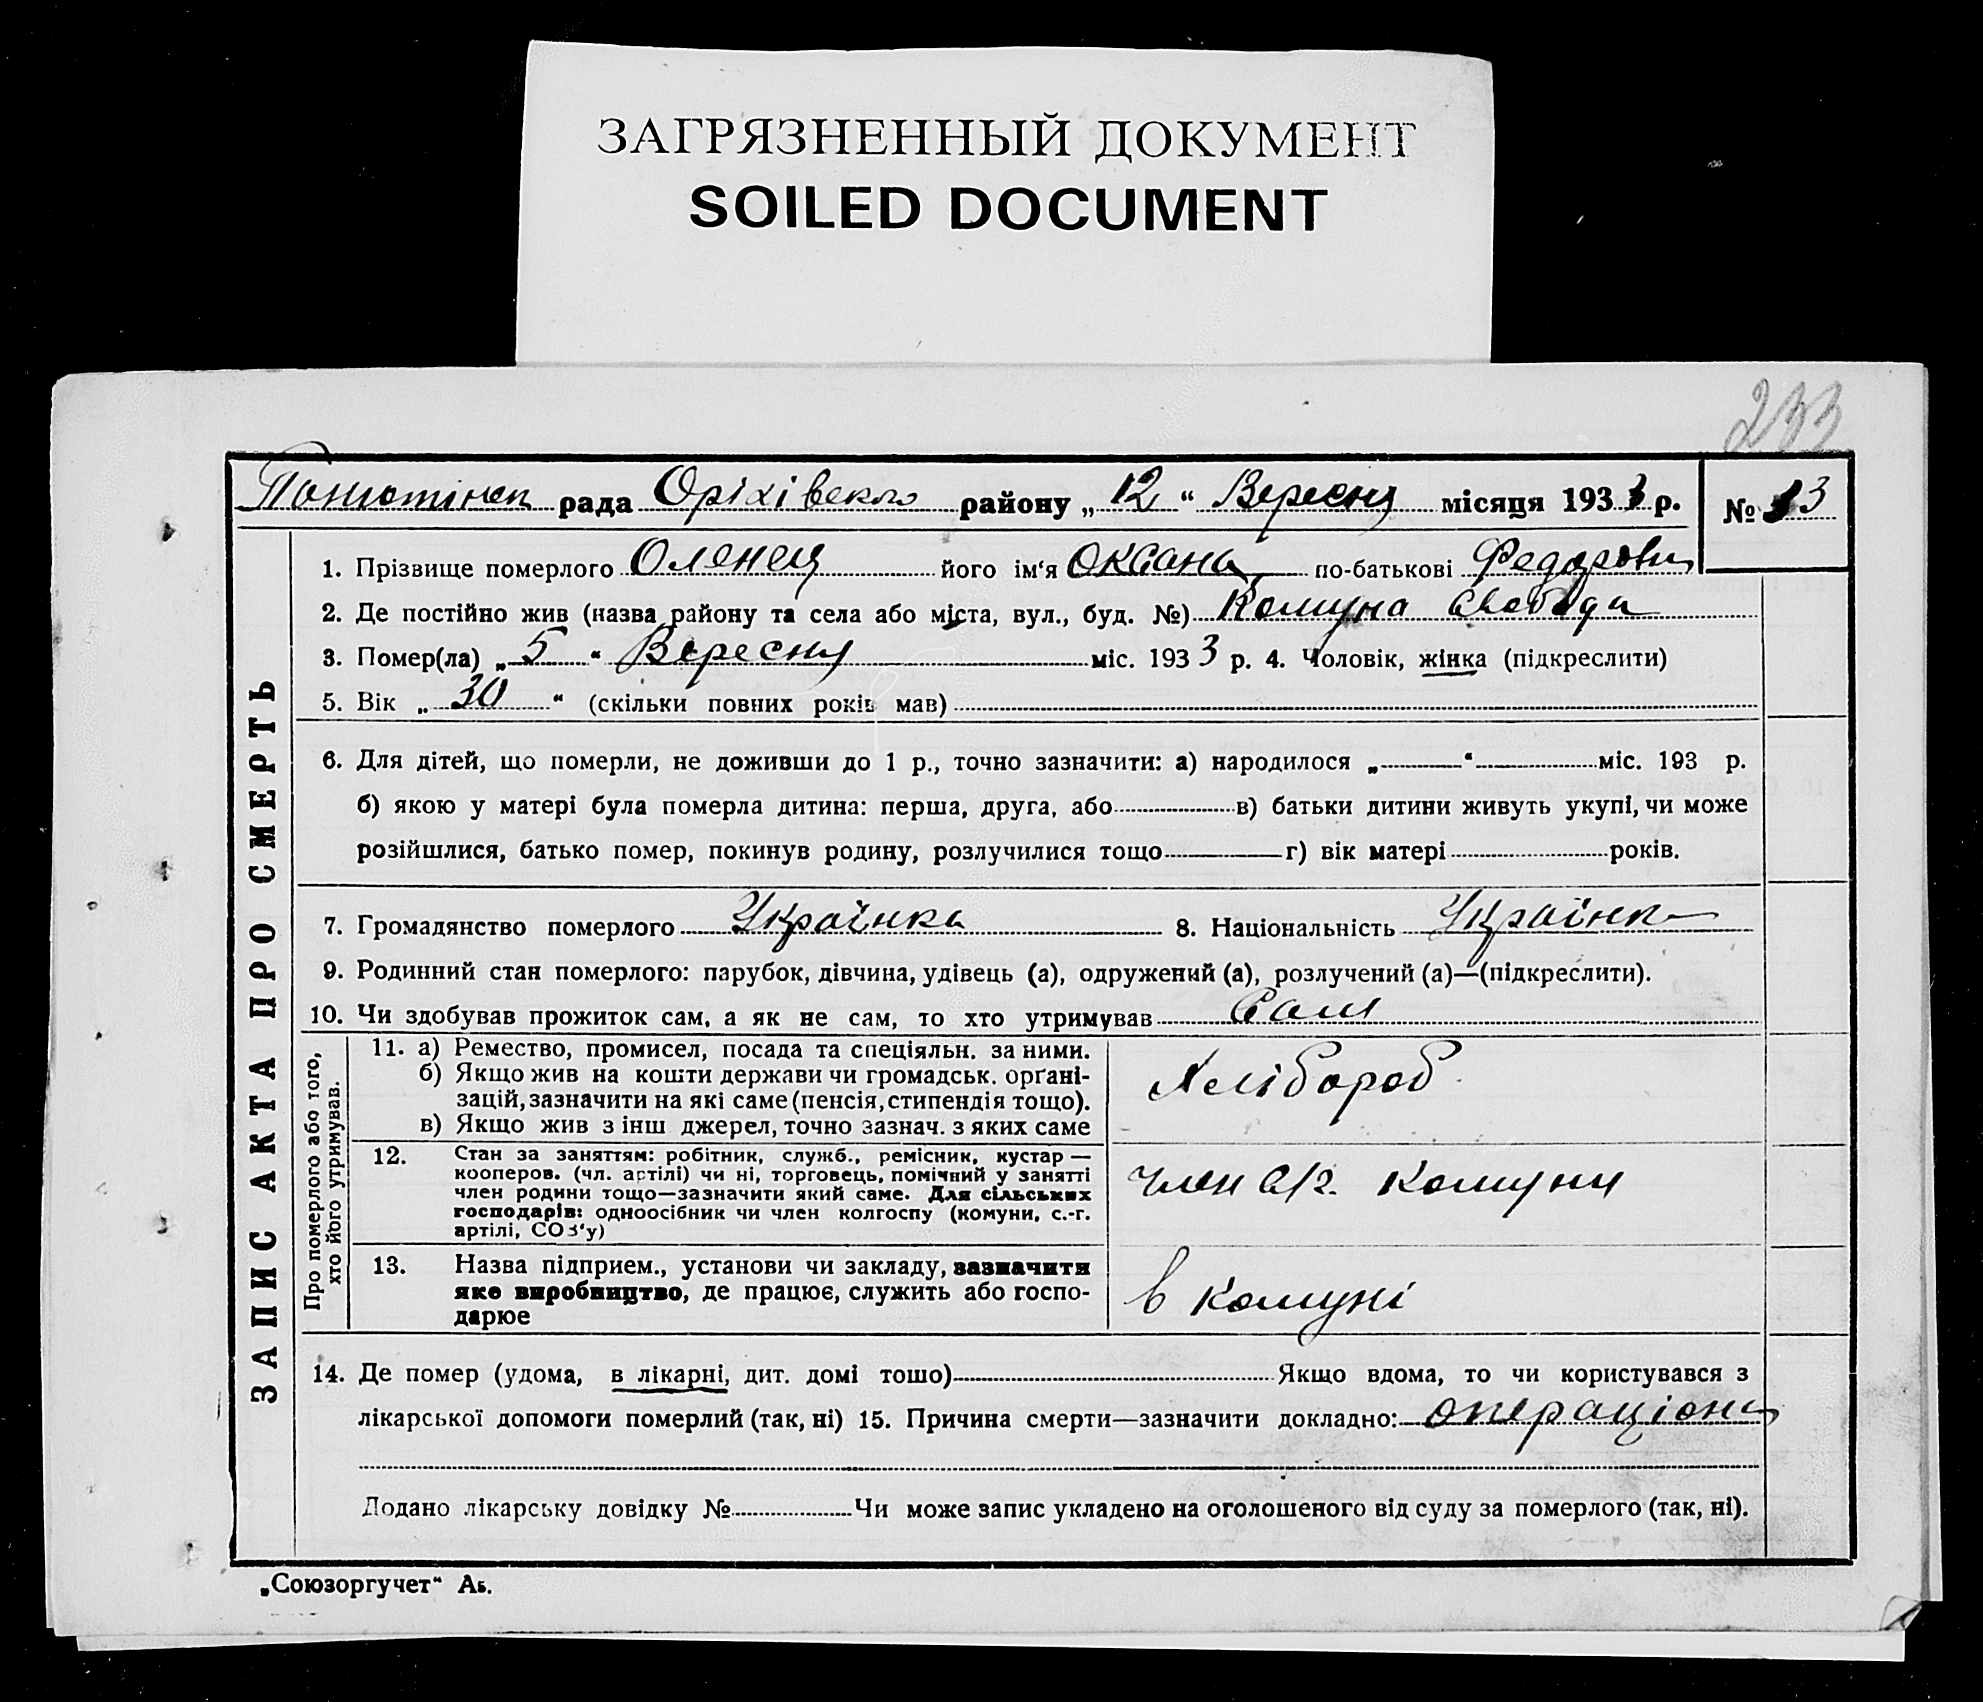 ЗАГРЯЗНЕННЫЙ ДОКУМЕНТ
SOILED DOCUMENT
233
рада Оріхівського району „12“ Вересня місяця 1933 р.
№ 33
ЗАПИС АКТА ПРО СМЕРТЬ
1. Прізвище померлого Оленец його ім‘я Оксана по-батькові Федоровн
2. Де постійно жив (назва району та села або міста, вул., буд. №) Комуна Свобода
3. Помер(ла) „5“ Вересня міс. 1933 р. 4. Чоловік, жінка (підкреслити)
5. Вік „30“ (скільки повних років мав)
6. Для дітей, що померли, не доживши до 1 р., точно зазначити: а) народилося „ “ міс. 193 р.
б) якою у матері була померла дитина: перша, друга, або в) батьки дитини живуть укупі, чи може
розійшлися, батько помер, покинув родину, розлучилися тощо г) вік матері років.
7. Громадянство померлого Українка 8. Національність Українк
9. Родинний стан померлого: парубок, дівчина, удівець (а), одружений (а), розлучений (а)—(підкреслити).
10. Чи здобував прожиток сам, а як не сам, то хто утримував Сам
Про померлого або того,
хто його утримував.
11. а) Ремество, промисел, посада та спеціяльн. за ними.
б) Якщо жив на кошти держави чи громадськ. орґані-
зацій, зазначити на які саме (пенсія, стипендія тощо).
в) Якщо жив з інш джерел, точно зазнач. з яких саме
Хлібороб
12. Стан за заняттям: робітник, служб., ремісник, кустар —
кооперов. (чл. артілі) чи ні, торговець, помічний у занятті
член родини тощо—зазначити який саме. Для сільських
господарів: одноосібник чи член колгоспу (комуни, с.-г.
артілі, СОЗ‘у)
член с/г. Комуни
13. Назва підприєм., установи чи закладу, зазначити
яке виробництво, де працює, служить або госпо-
дарює
в комуні
14. Де помер (удома, в лікарні, дит. домі тошо) Якщо вдома, то чи користувався з
лікарської допомоги померлий (так, ні) 15. Причина смерти—зазначити докладно: операціони
Додано лікарську довідку № Чи може запис укладено на оголошеного від суду за померлого (так, ні).
„Союзоргучет“ Аь.